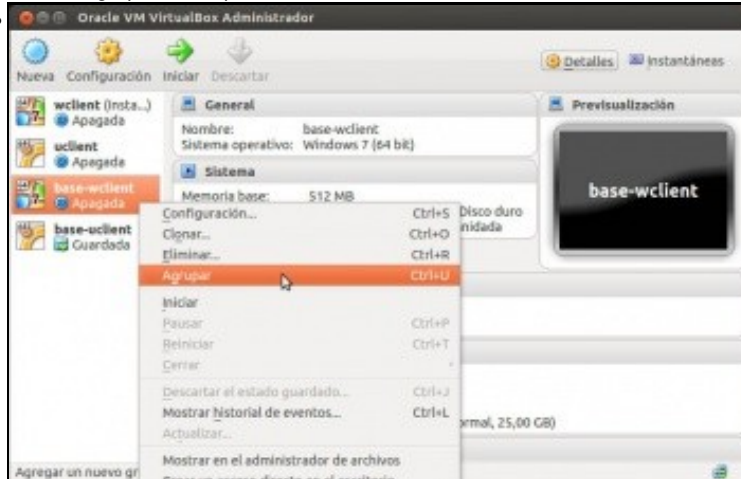 Oracle VM VirtualBox Administrador
Nueva Configuración Iniciar Descartar
Detalles Instantáneas
wclient (Insta...)
Apagada
uclient
Apagada
base-wclient
Apagada
base-uclient
Guardada
General
Nombre: base-wclient
Sistema operativo: Windows 7 (64 bit)
Sistema
Memoria base: 512 MB
Disco duro
Previsualización
base-wclient
Configuración... Ctrl+S
Clonar... Ctrl+O
Eliminar... Ctrl+R
Agrupar Ctrl+U
Iniciar
Pausar Ctrl+P
Reiniciar Ctrl+T
Cerrar
Descartar el estado guardado... Ctrl+J
Mostrar historial de eventos... Ctrl+L
Actualizar...
Mostrar en el administrador de archivos
ormal, 25,00 GB)
Agregar un nuevo gr